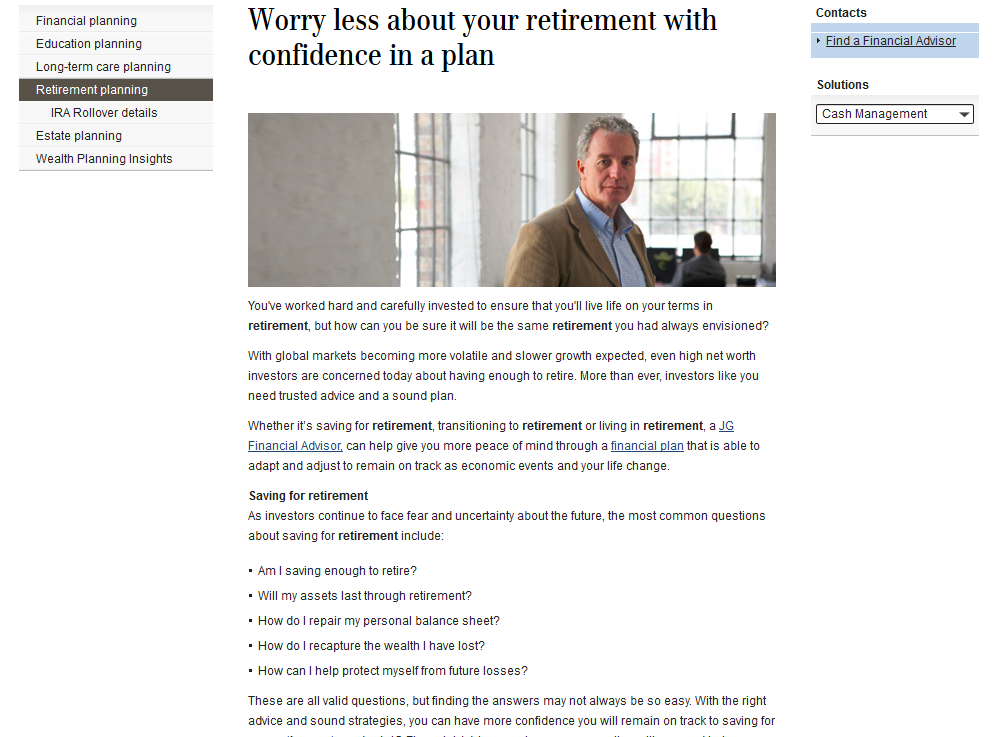 Financial planning
Education planning
Long-term care planning
Retirement planning
IRA Rollover details
Estate planning
Wealth Planning Insights
Worry less about your retirement with
confidence in a plan
You've worked hard and carefully invested to ensure that you'll live life on your terms in
retirement, but how can you be sure it will be the same retirement you had always envisioned?
With global markets becoming more volatile and slower growth expected, even high net worth
investors are concerned today about having enough to retire. More than ever, investors like you
need trusted advice and a sound plan.
Whether it's saving for retirement, transitioning to retirement or living in retirement, a JG
Financial Advisor, can help give you more peace of mind through a financial plan that is able to
adapt and adjust to remain on track as economic events and your life change.
Saving for retirement
As investors continue to face fear and uncertainty about the future, the most common questions
about saving for retirement include:
▪ Am I saving enough to retire?
▪ Will my assets last through retirement?
▪ How do I repair my personal balance sheet?
▪ How do I recapture the wealth I have lost?
▪ How can I help protect myself from future losses?
These are all valid questions, but finding the answers may not always be so easy. With the right
advice and sound strategies, you can have more confidence you will remain on track to saving for
Contacts
Find a Financial Advisor
Solutions
Cash Management